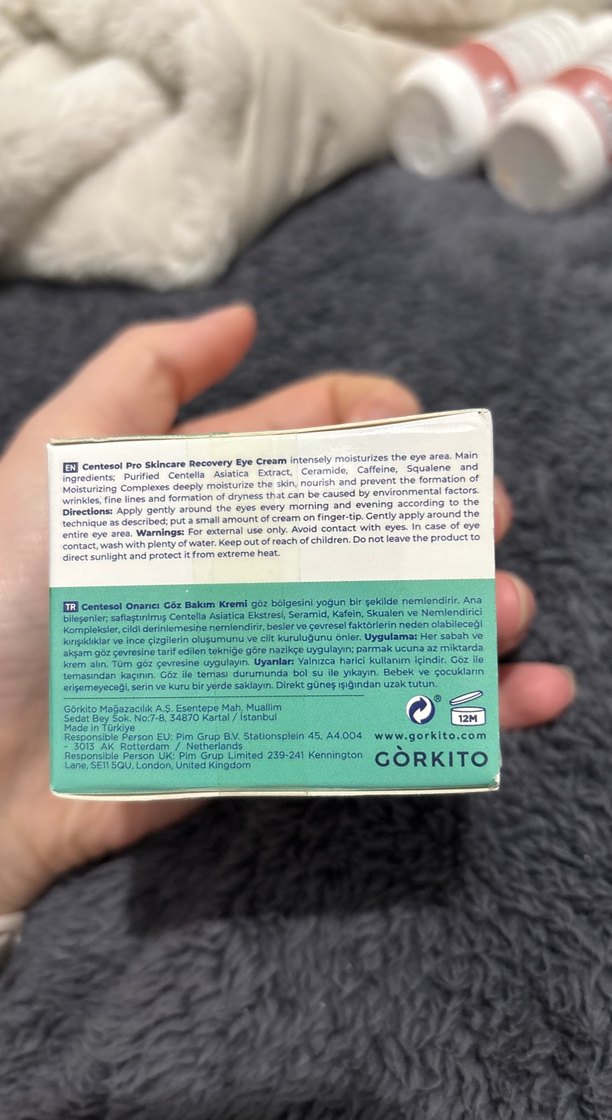 EN Centesol Pro Skincare Recovery Eye Cream intensely moisturizes the eye area. Main
ingredients; Purified Centella Asiatica Extract, Ceramide, Caffeine, Squalene and
Moisturizing Complexes deeply moisturize the skin, nourish and prevent the formation of
wrinkles, fine lines and formation of dryness that can be caused by environmental factors.
Directions: Apply gently around the eyes every morning and evening according to the
technique as described; put a small amount of cream on finger-tip. Gently apply around the
entire eye area. Warnings: For external use only. Avoid contact with eyes. In case of eye
contact, wash with plenty of water. Keep out of reach of children. Do not leave the product to
direct sunlight and protect it from extreme heat.
TR Centesol Onarıcı Göz Bakım Kremi göz bölgesini yoğun bir şekilde nemlendirir. Ana
bileşenler; saflaştırılmış Centella Asiatica Ekstresi, Seramid, Kafein, Skualen ve Nemlendirici
Kompleksler, cildi derinlemesine nemlendirir, besler ve çevresel faktörlerin neden olabileceği
kırışıklıklar ve ince çizgilerin oluşumunu ve cilt kuruluğunu önler. Uygulama: Her sabah ve
akşam göz çevresine tarif edilen tekniğe göre nazikçe uygulayın; parmak ucuna az miktarda
krem alın. Tüm göz çevresine uygulayın. Uyarılar: Yalnızca harici kullanım içindir. Göz ile
temasından kaçının. Göz ile teması durumunda bol su ile yıkayın. Bebek ve çocukların
erişemeyeceği, serin ve kuru bir yerde saklayın. Direkt güneş ışığından uzak tutun.
Görkito Mağazacılık A.Ş. Esentepe Mah, Muallim
Sedat Bey Sok. No:7-8, 34870 Kartal / İstanbul
Made in Türkiye
Responsible Person EU: Pim Grup B.V. Stationsplein 45, A4.004
- 3013 AK Rotterdam / Netherlands
Responsible Person UK: Pim Grup Limited 239-241 Kennington
Lane, SE11 5QU, London, United Kingdom
®
12M
www.gorkito.com
GÒRKITO